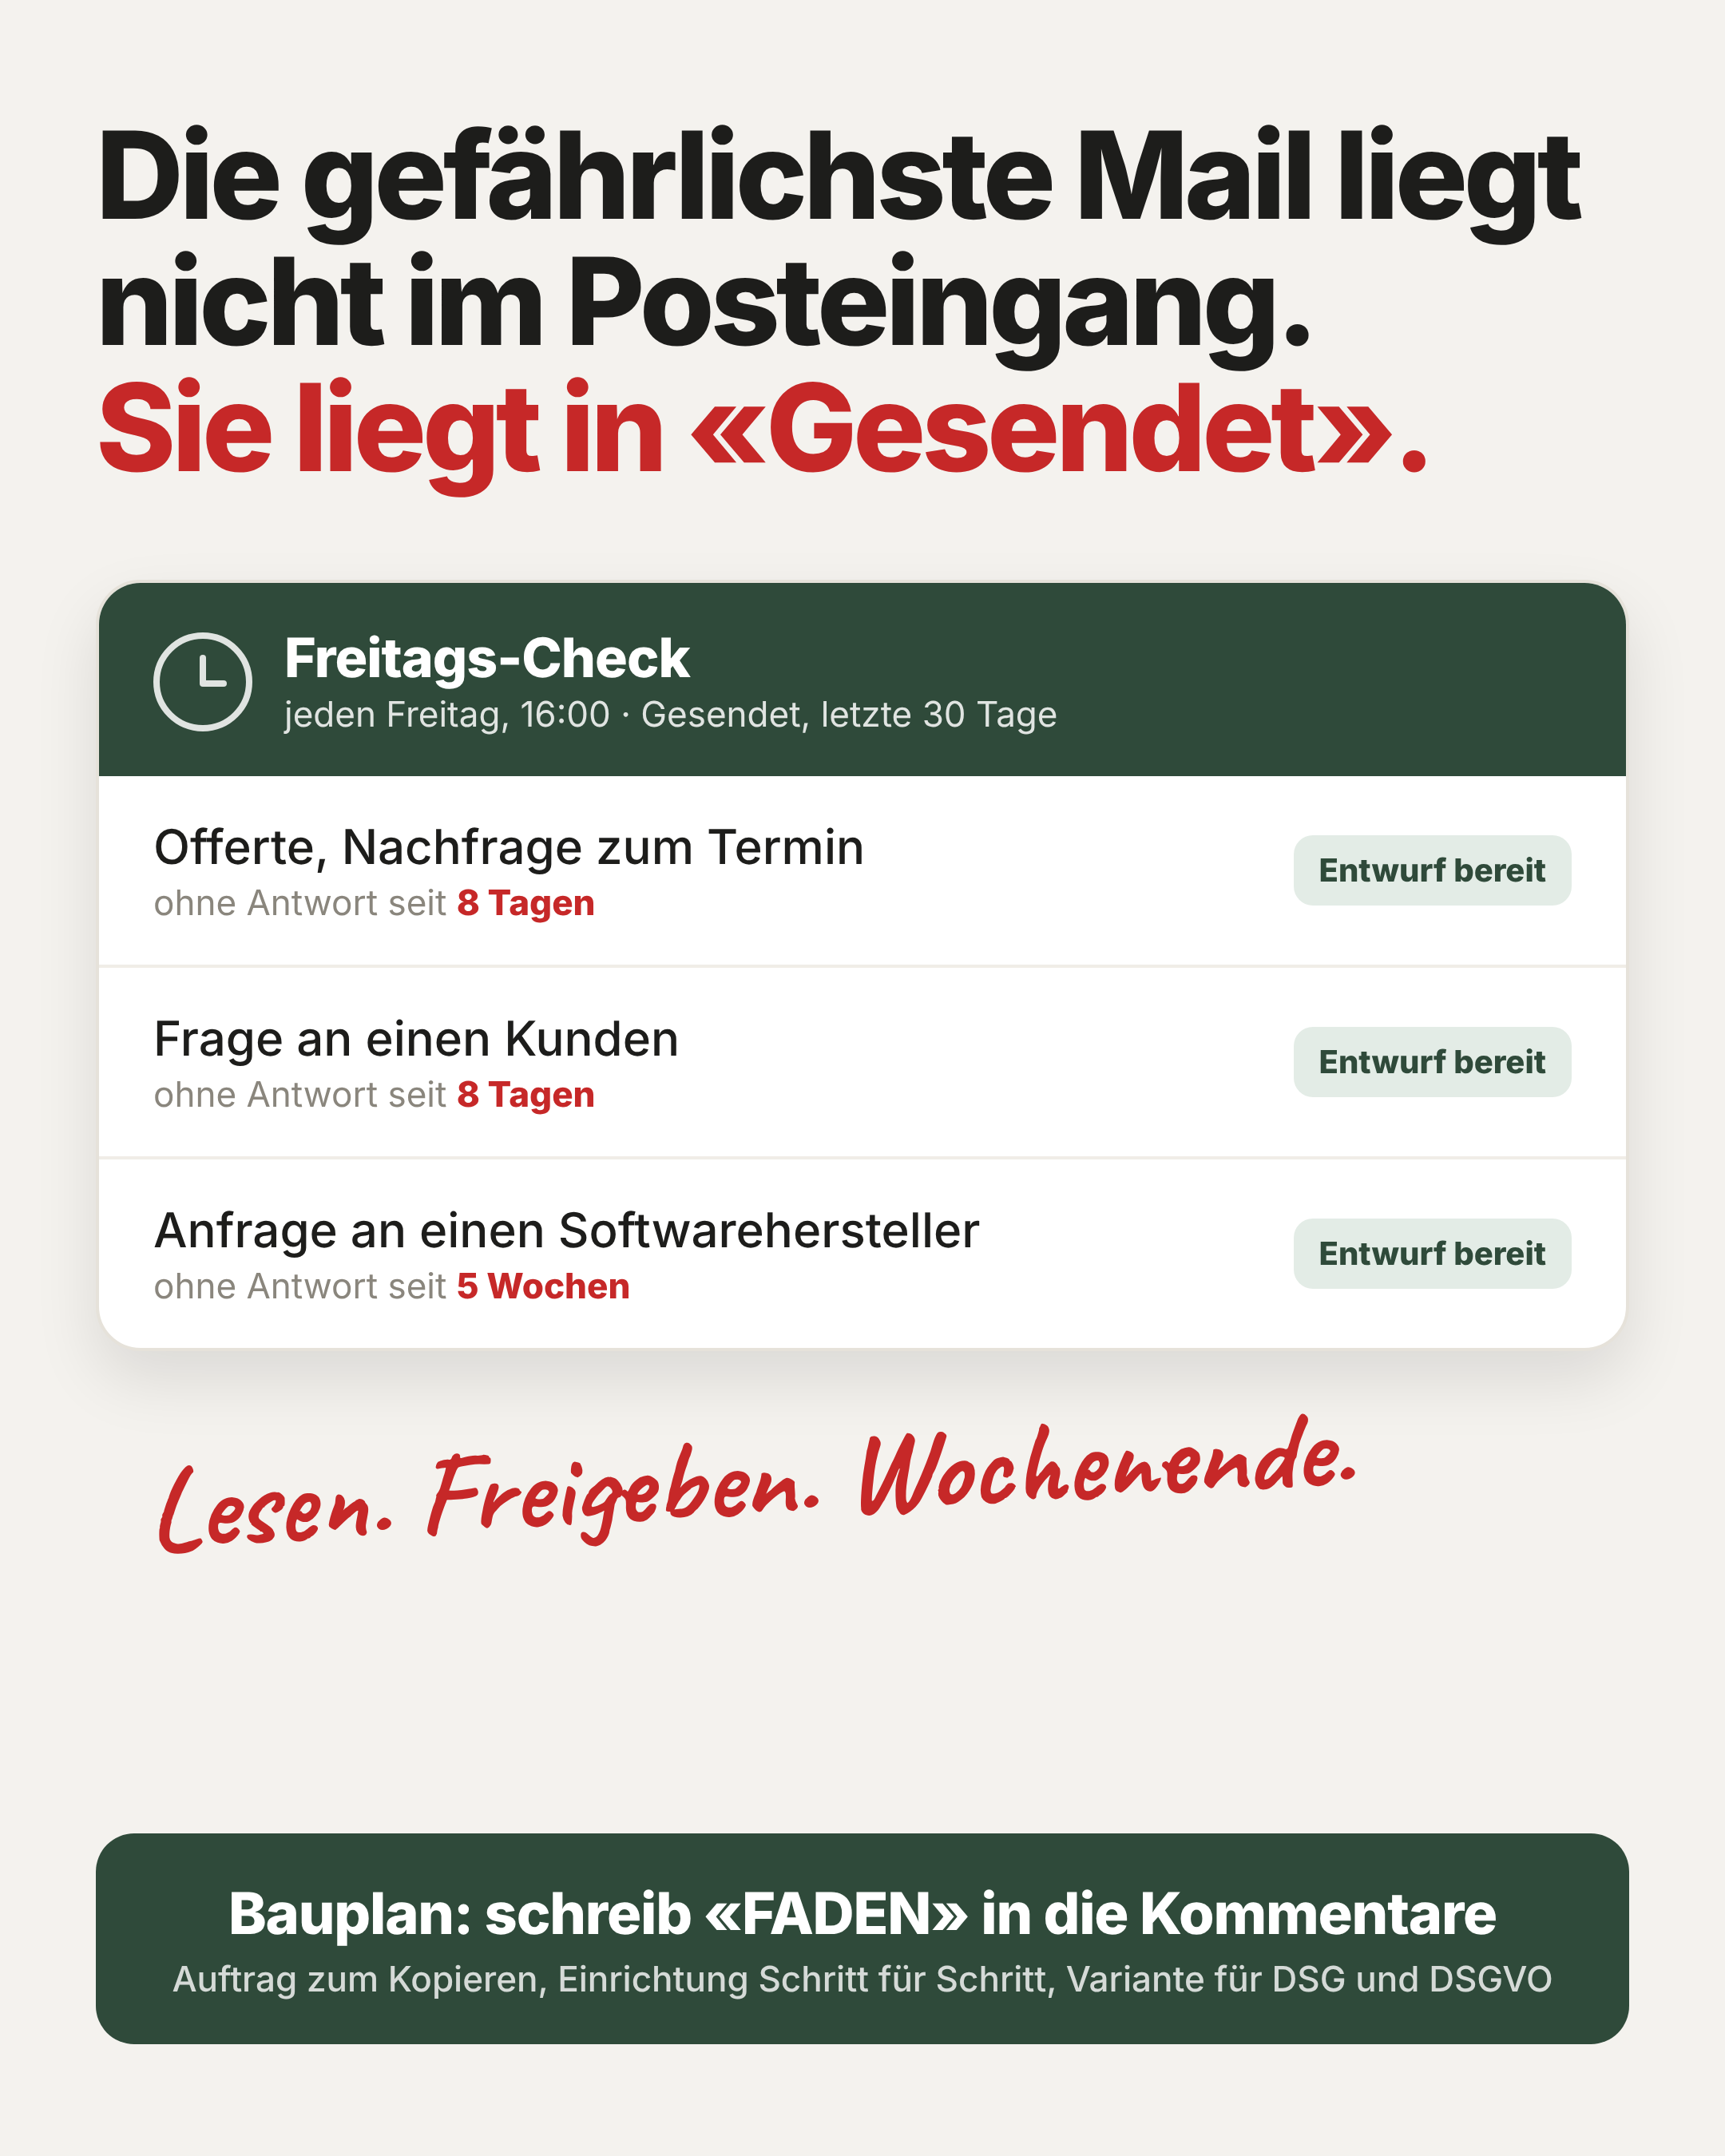 Die gefährlichste Mail liegt
nicht im Posteingang.
Sie liegt in «Gesendet».
Freitags-Check
jeden Freitag, 16:00 · Gesendet, letzte 30 Tage
Offerte, Nachfrage zum Termin
ohne Antwort seit 8 Tagen
Entwurf bereit
Frage an einen Kunden
ohne Antwort seit 8 Tagen
Entwurf bereit
Anfrage an einen Softwarehersteller
ohne Antwort seit 5 Wochen
Entwurf bereit
Lesen. Freigeben. Wochenende.
Bauplan: schreib «FADEN» in die Kommentare
Auftrag zum Kopieren, Einrichtung Schritt für Schritt, Variante für DSG und DSGVO